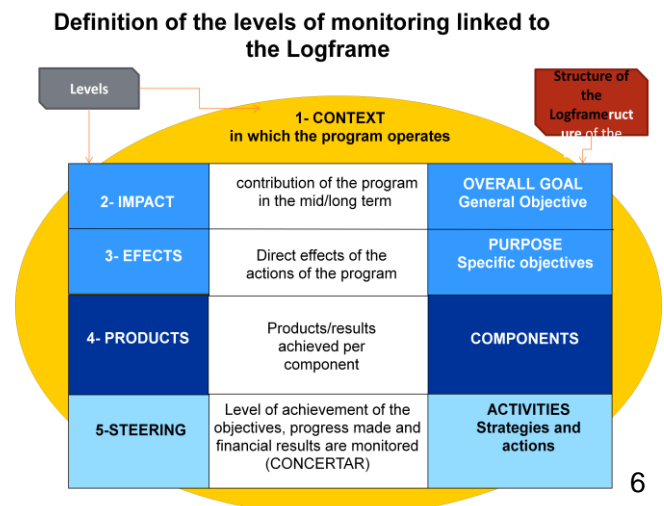 Definition of the levels of monitoring linked to
the Logframe
Levels
Structure of
the
Logframeruct
ure of the
1- CONTEXT
in which the program operates
2- IMPACT
contribution of the program
in the mid/long term
OVERALL GOAL
General Objective
3- EFECTS
Direct effects of the
actions of the program
PURPOSE
Specific objectives
4- PRODUCTS
Products/results
achieved per
component
COMPONENTS
5-STEERING
Level of achievement of the
objectives, progress made and
financial results are monitored
(CONCERTAR)
ACTIVITIES
Strategies and
actions
6